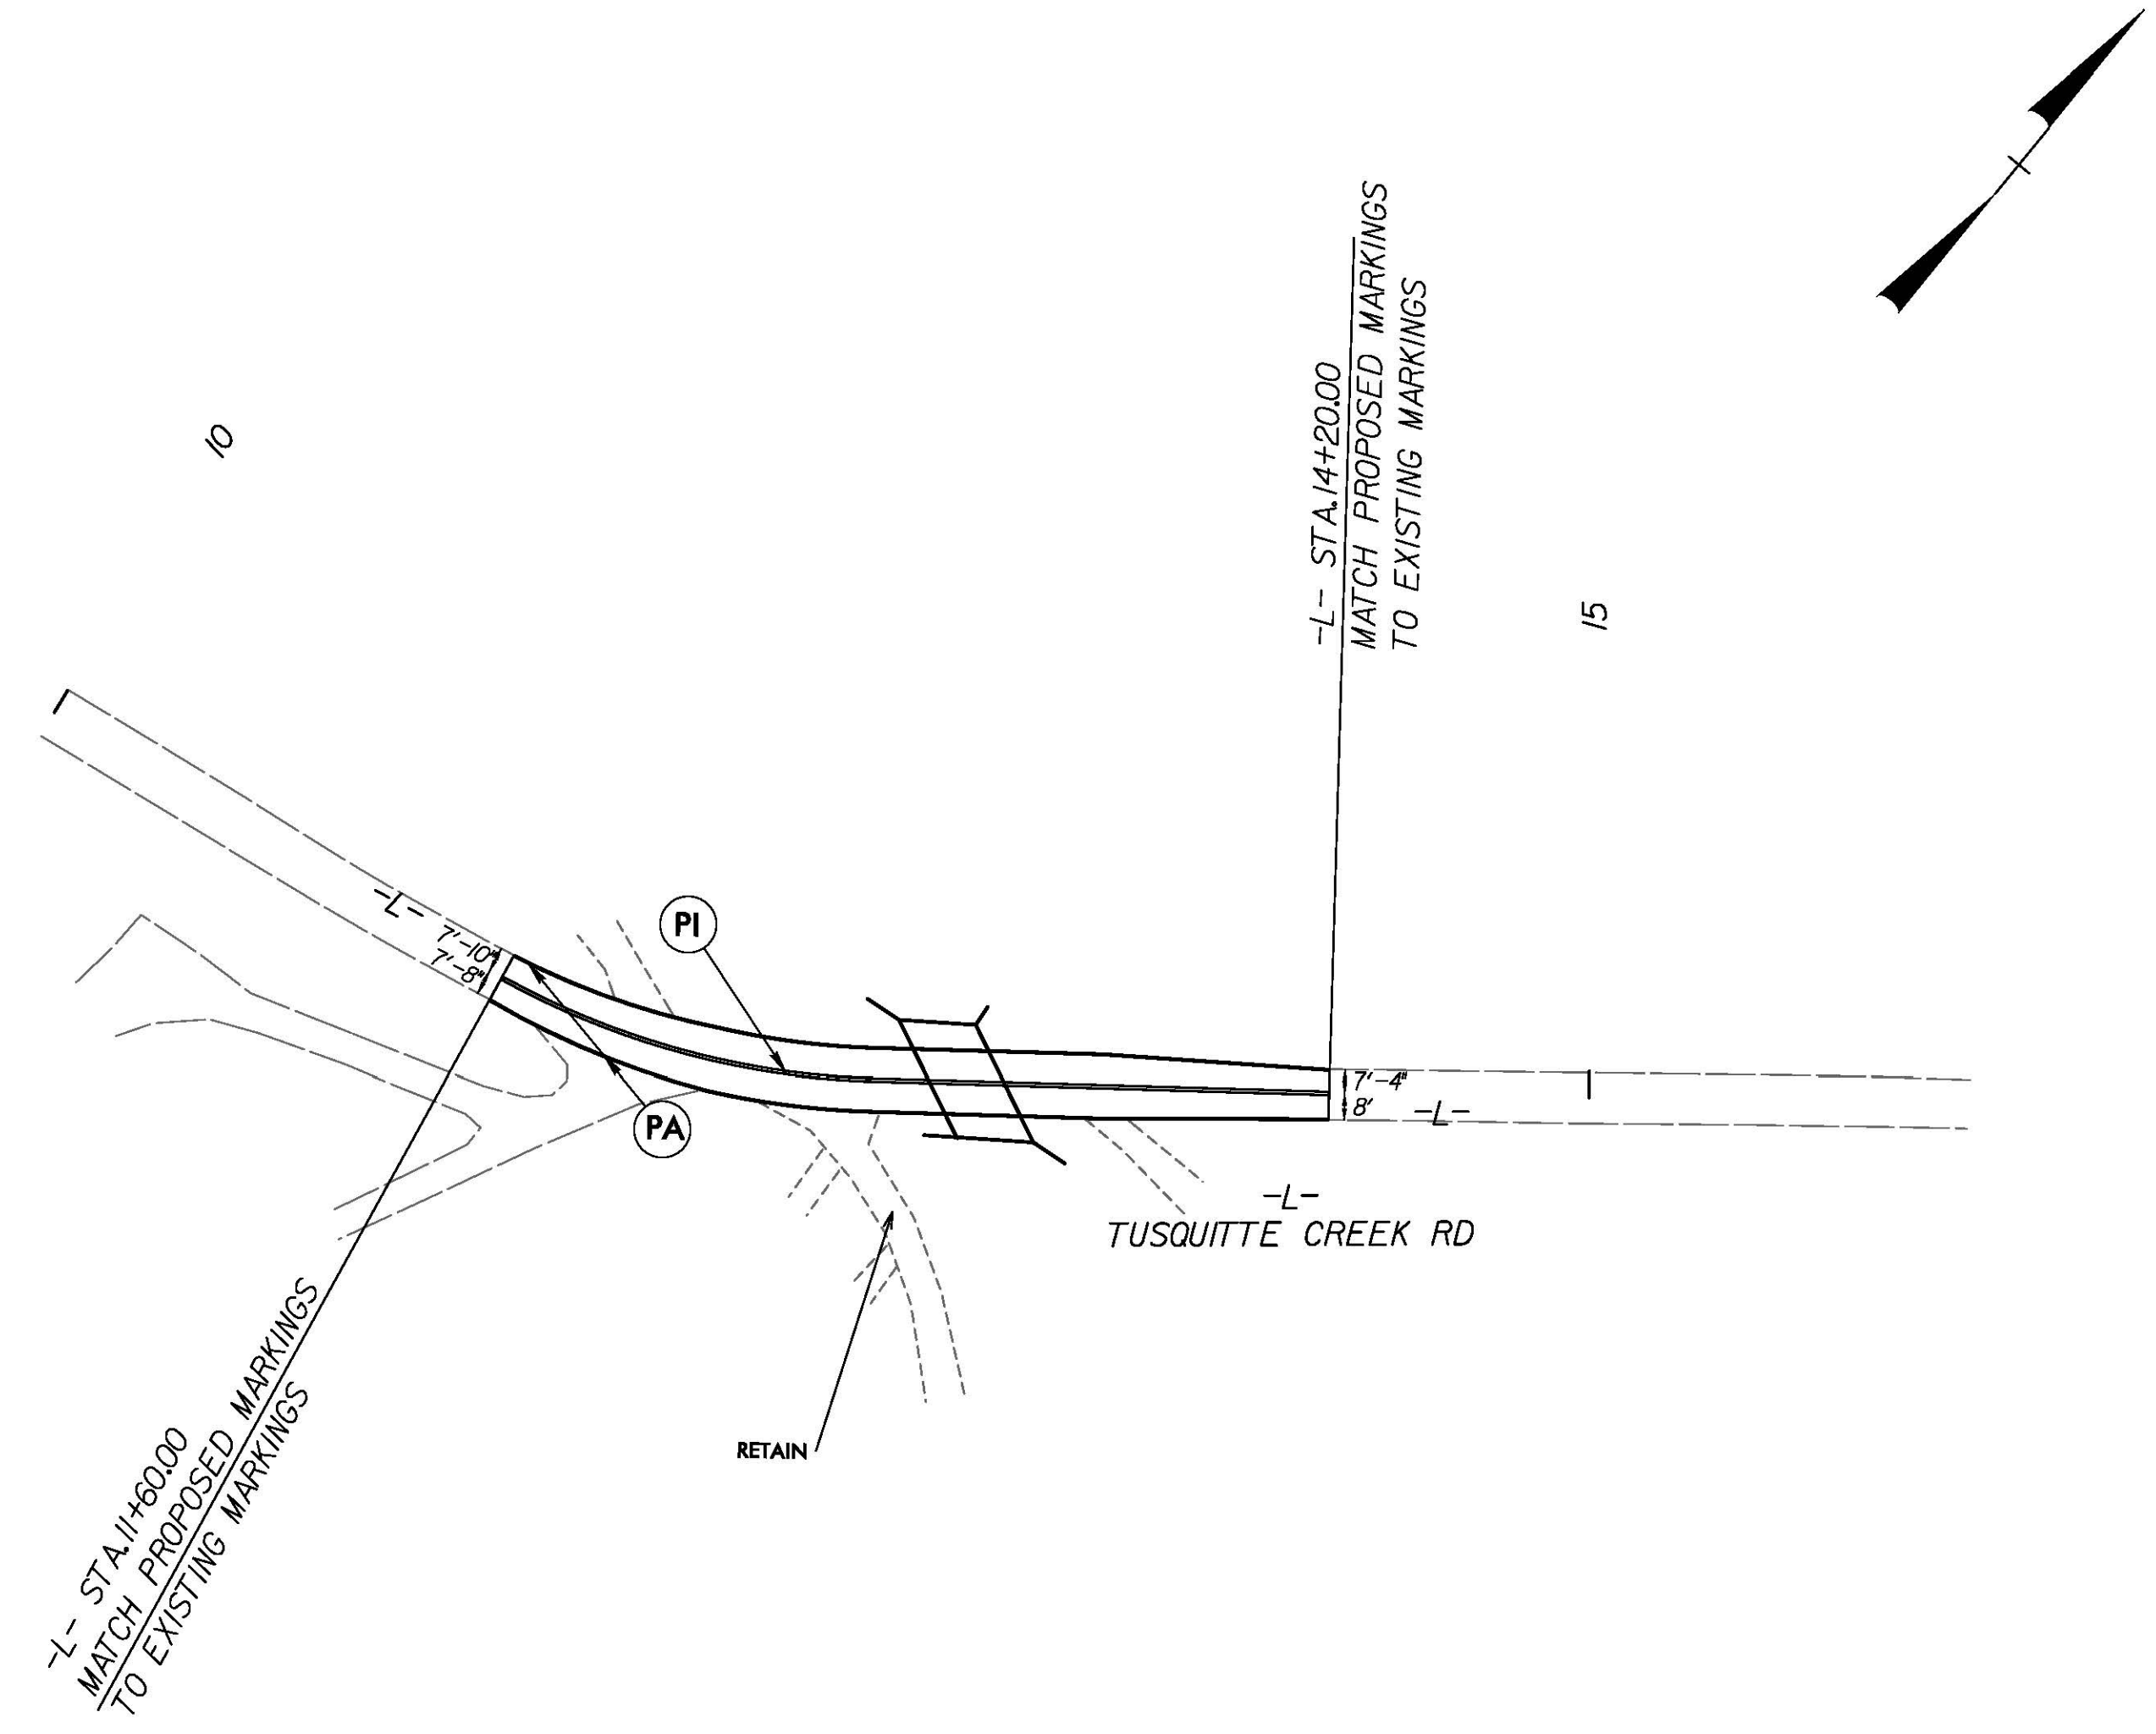 10
-L- STA.14+20.00
MATCH PROPOSED MARKINGS
TO EXISTING MARKINGS
15
-L-
7'-10"
7'-8"
PI
PA
7'-4"
8'
-L-
-L-
TUSQUITTE CREEK RD
RETAIN
-L- STA.11+60.00
MATCH PROPOSED MARKINGS
TO EXISTING MARKINGS